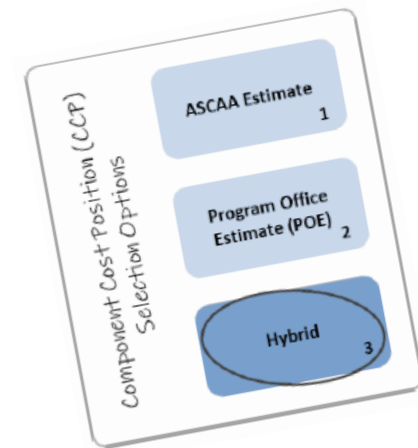 Component Cost Position (CCP)
Selection Options
ASCAA Estimate
1
Program Office
Estimate (POE)
2
Hybrid
3